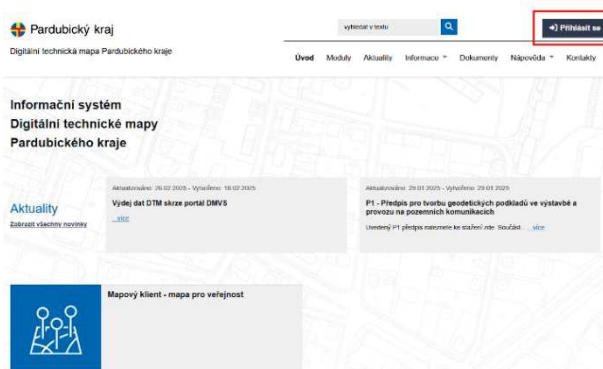 Pardubický kraj
vyhledat v textu
Přihlásit se
Digitální technická mapa Pardubického kraje
Úvod Moduly Aktuality Informace Dokumenty Nápověda Kontakty
Informační systém
Digitální technické mapy
Pardubického kraje
Aktualizováno: 26.02.2025 - Vytvořeno: 18.02.2025
Aktualizováno: 29.01.2025 - Vytvořeno: 29.01.2025
Aktuality
Zobrazit všechny novinky
Výdej dat DTM skrze portál DMVS
...více
P1 - Předpis pro tvorbu geodetických podkladů ve výstavbě a
provozu na pozemních komunikacích
Uvedený P1 předpis naleznete ke stažení zde. Součást ...více
Mapový klient - mapa pro veřejnost